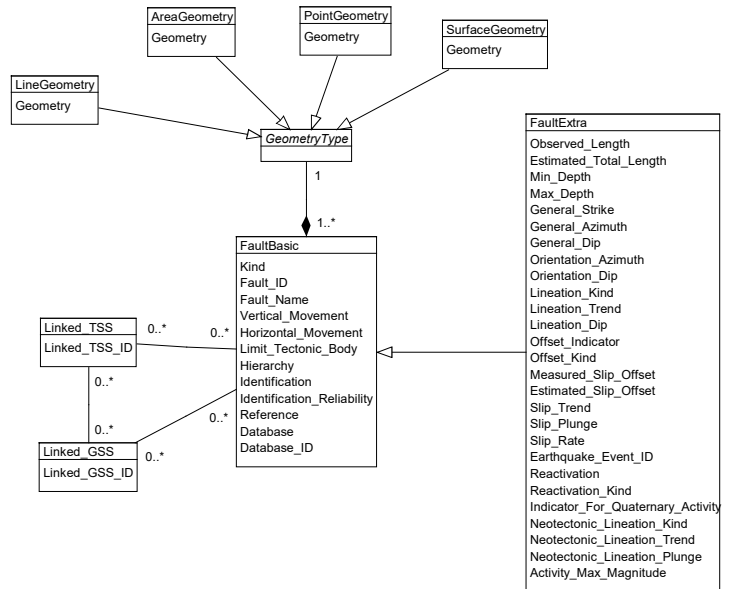 AreaGeometry
Geometry
PointGeometry
Geometry
SurfaceGeometry
Geometry
LineGeometry
Geometry
GeometryType
1
1..*
FaultBasic
Kind
Fault_ID
Fault_Name
Vertical_Movement
Horizontal_Movement
Limit_Tectonic_Body
Hierarchy
Identification
Identification_Reliability
Reference
Database
Database_ID
Linked_TSS
Linked_TSS_ID
0..*
0..*
0..*
0..*
Linked_GSS
Linked_GSS_ID
0..*
0..*
FaultExtra
Observed_Length
Estimated_Total_Length
Min_Depth
Max_Depth
General_Strike
General_Azimuth
General_Dip
Orientation_Azimuth
Orientation_Dip
Lineation_Kind
Lineation_Trend
Lineation_Dip
Offset_Indicator
Offset_Kind
Measured_Slip_Offset
Estimated_Slip_Offset
Slip_Trend
Slip_Plunge
Slip_Rate
Earthquake_Event_ID
Reactivation
Reactivation_Kind
Indicator_For_Quaternary_Activity
Neotectonic_Lineation_Kind
Neotectonic_Lineation_Trend
Neotectonic_Lineation_Plunge
Activity_Max_Magnitude